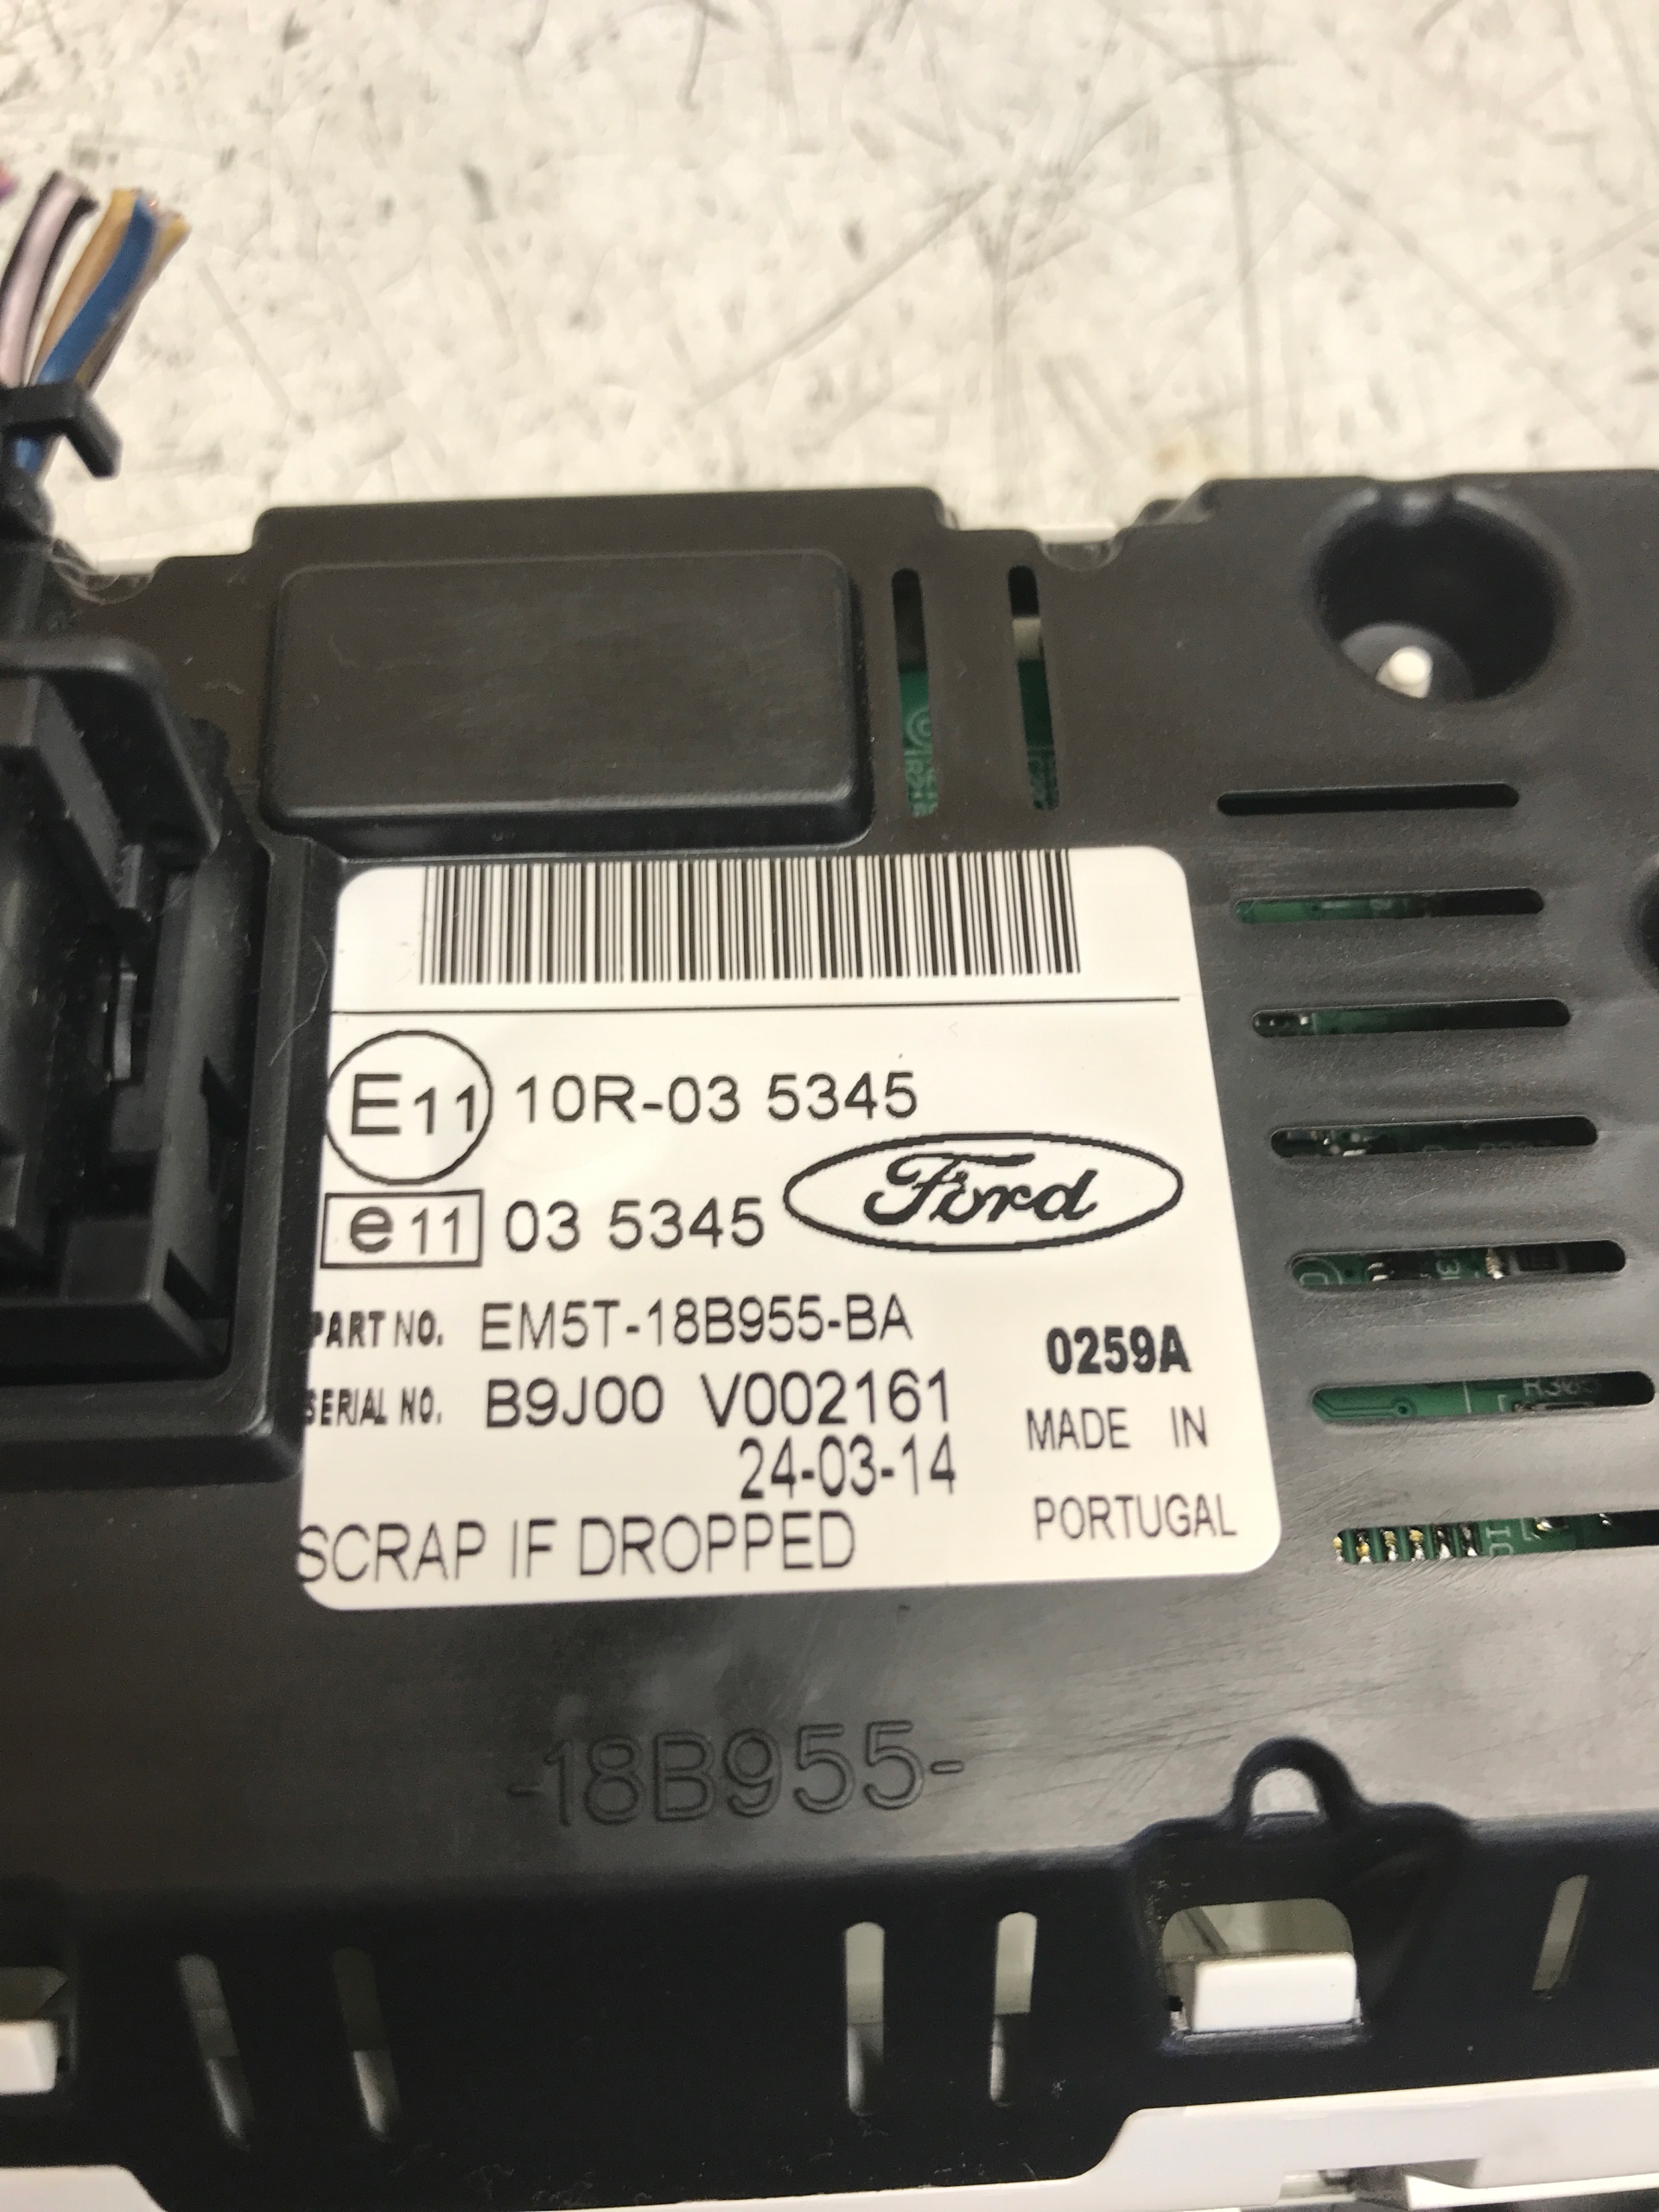 E11 10R-03 5345
e11 03 5345 Ford
PART NO. EM5T-18B955-BA
0259A
SERIAL NO. B9J00 V002161
MADE IN
24-03-14
PORTUGAL
SCRAP IF DROPPED
-18B955-